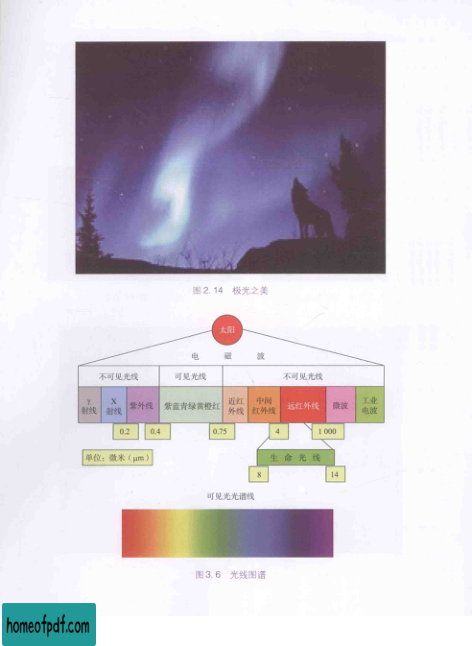 图2.14 极光之美
太阳
电 磁 波
不可见光线 可见光线 不可见光线
γ射线 X射线 紫外线 紫蓝青绿黄橙红 近红外线 中间红外线 远红外线 微波 工业电波
0.2 0.4 0.75 4 1 000
单位：微米（μm） 生 命 光 线
8 14
可见光光谱线
图3.6 光线图谱
homeofpdf.com